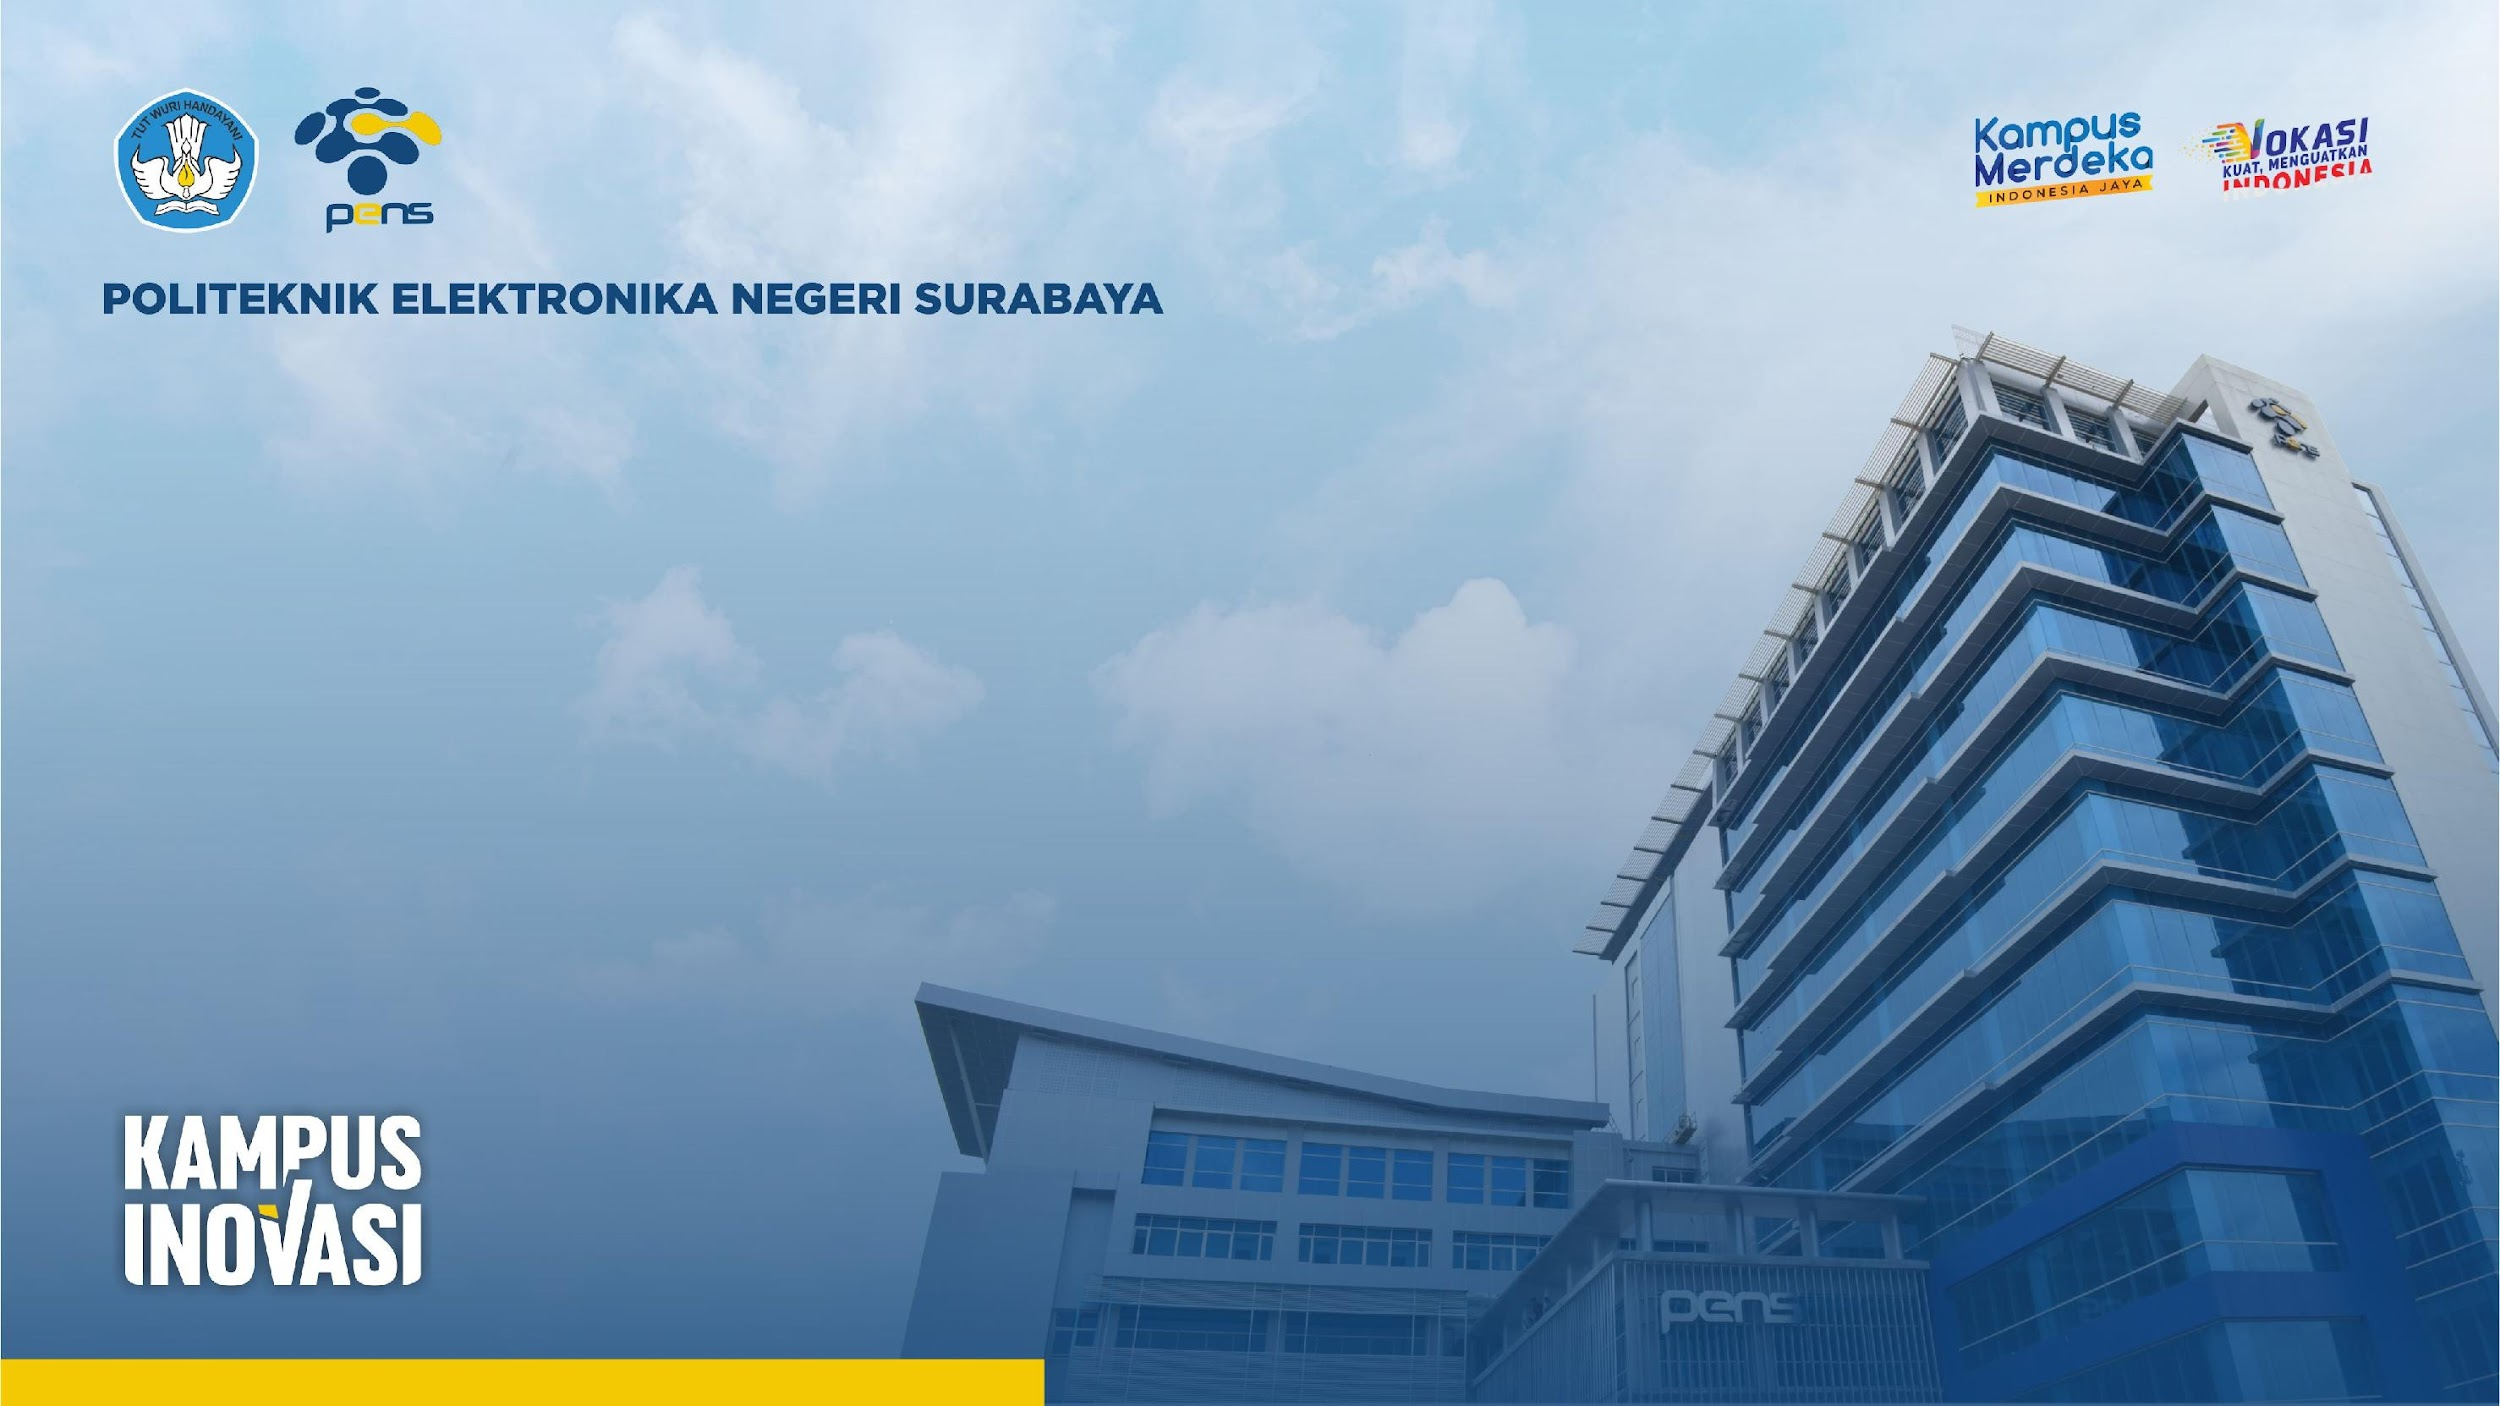 TUT WURI HANDAYANI
pens
Kampus
Merdeka
INDONESIA JAYA
VOKASI
KUAT, MENGUATKAN
INDONESIA
POLITEKNIK ELEKTRONIKA NEGERI SURABAYA
pens
KAMPUS
INOVASI
pens